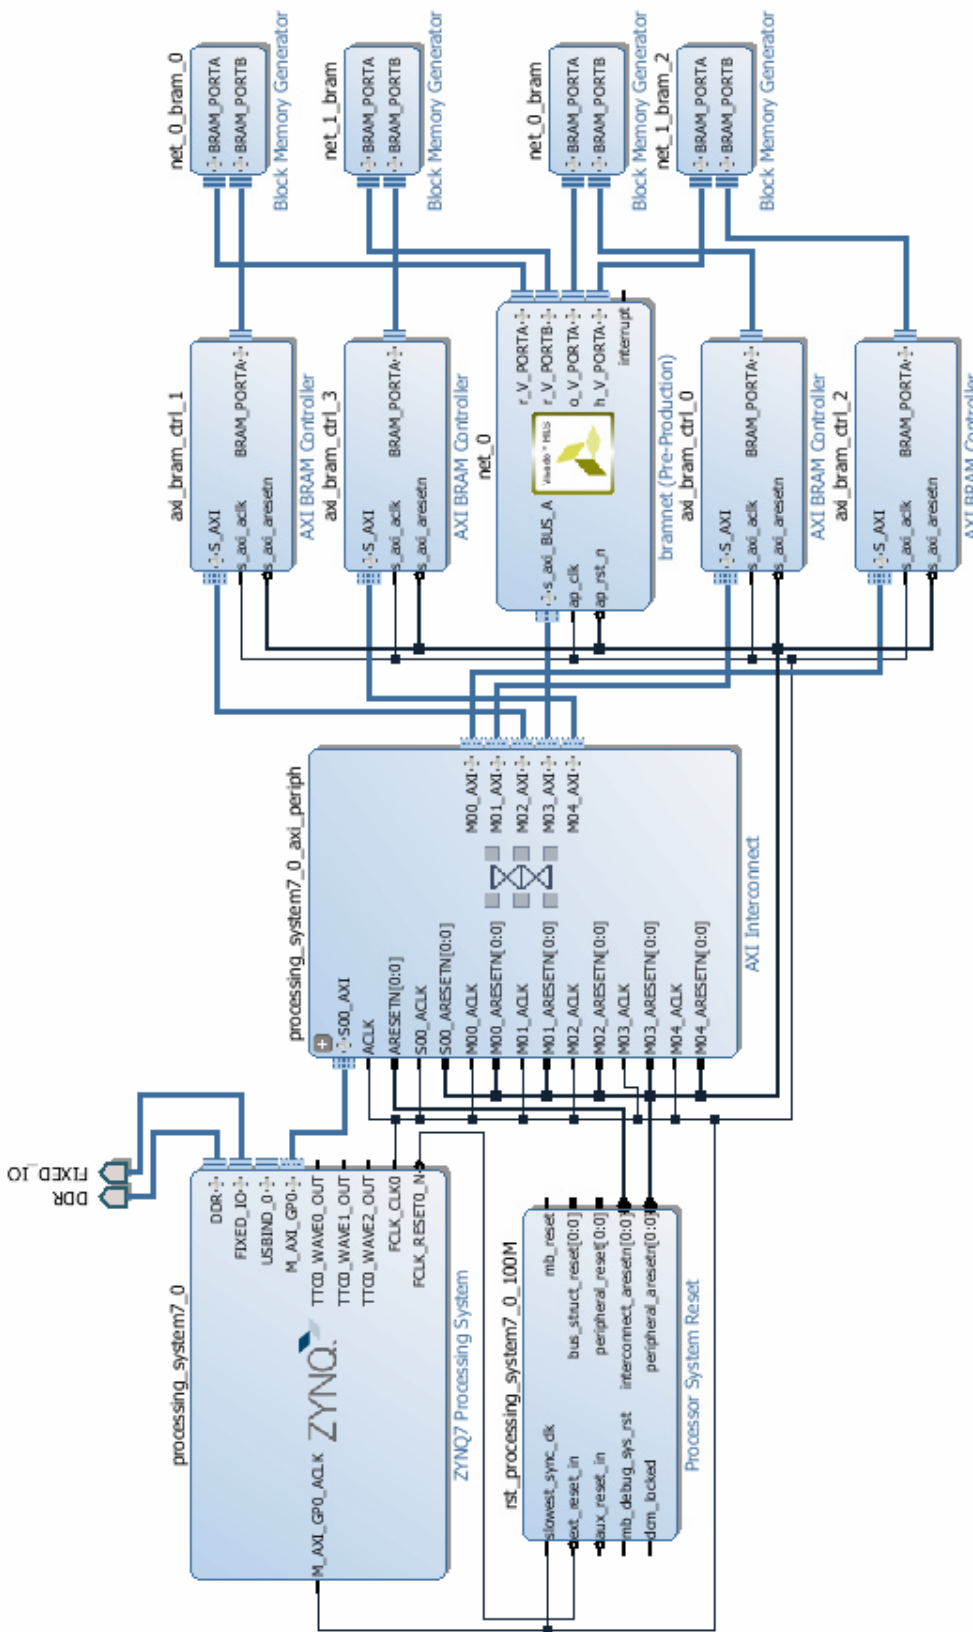 DDR
FIXED_IO
processing_system7_0
DDR
FIXED_IO
USBIND_0
M_AXI_GP0
TTC0_WAVE0_OUT
TTC0_WAVE1_OUT
TTC0_WAVE2_OUT
FCLK_CLK0
FCLK_RESET0_N
M_AXI_GP0_ACLK
ZYNQ
ZYNQ7 Processing System
rst_processing_system7_0_100M
slowest_sync_clk
ext_reset_in
aux_reset_in
mb_debug_sys_rst
dcm_locked
mb_reset
bus_struct_reset[0:0]
peripheral_reset[0:0]
interconnect_aresetn[0:0]
peripheral_aresetn[0:0]
Processor System Reset
processing_system7_0_axi_periph
S00_AXI
ACLK
ARESETN[0:0]
S00_ACLK
S00_ARESETN[0:0]
M00_ACLK
M00_ARESETN[0:0]
M01_ACLK
M01_ARESETN[0:0]
M02_ACLK
M02_ARESETN[0:0]
M03_ACLK
M03_ARESETN[0:0]
M04_ACLK
M04_ARESETN[0:0]
M00_AXI
M01_AXI
M02_AXI
M03_AXI
M04_AXI
AXI Interconnect
axi_bram_ctrl_1
S_AXI
s_axi_aclk
s_axi_aresetn
BRAM_PORTA
AXI BRAM Controller
axi_bram_ctrl_3
S_AXI
s_axi_aclk
s_axi_aresetn
BRAM_PORTA
AXI BRAM Controller
net_0
s_axi_BUS_A
ap_clk
ap_rst_n
Vivado™ HLS
r_V_PORTA
r_V_PORTB
o_V_PORTA
h_V_PORTA
interrupt
bramnet (Pre-Production)
axi_bram_ctrl_0
S_AXI
s_axi_aclk
s_axi_aresetn
BRAM_PORTA
AXI BRAM Controller
axi_bram_ctrl_2
S_AXI
s_axi_aclk
s_axi_aresetn
BRAM_PORTA
AXI BRAM Controller
net_0_bram_0
BRAM_PORTA
BRAM_PORTB
Block Memory Generator
net_1_bram
BRAM_PORTA
BRAM_PORTB
Block Memory Generator
net_0_bram
BRAM_PORTA
BRAM_PORTB
Block Memory Generator
net_1_bram_2
BRAM_PORTA
BRAM_PORTB
Block Memory Generator